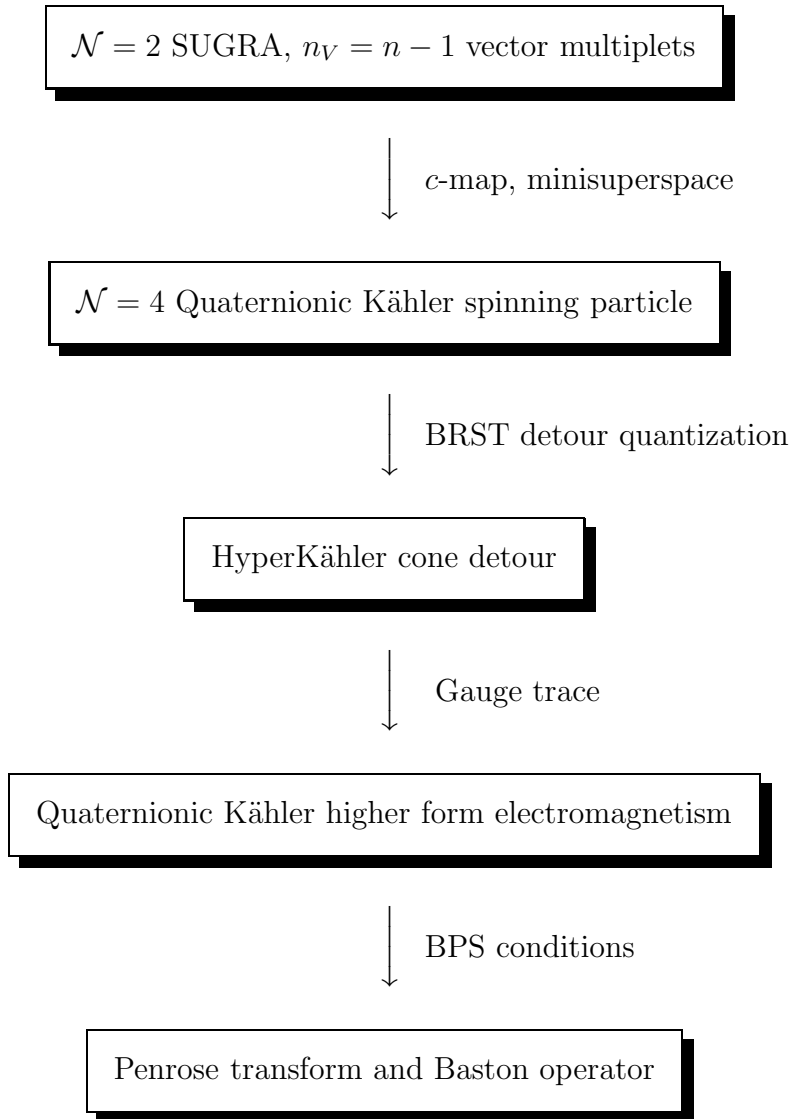 𝒩 = 2 SUGRA, n_V = n − 1 vector multiplets
c-map, minisuperspace
𝒩 = 4 Quaternionic Kähler spinning particle
BRST detour quantization
HyperKähler cone detour
Gauge trace
Quaternionic Kähler higher form electromagnetism
BPS conditions
Penrose transform and Baston operator